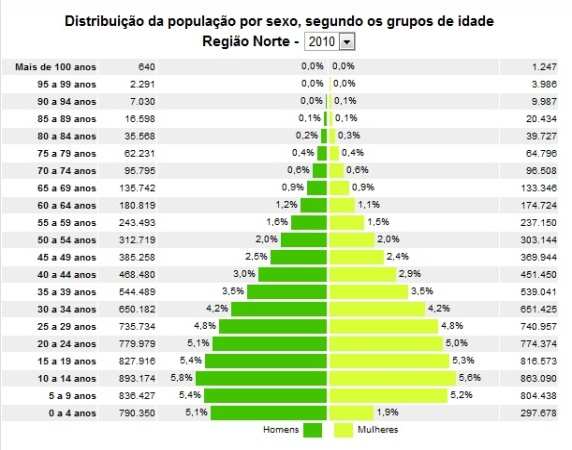 Distribuição da população por sexo, segundo os grupos de idade
Região Norte - 2010
Mais de 100 anos 640 0,0% 0,0% 1.247
95 a 99 anos 2.291 0,0% 0,0% 3.986
90 a 94 anos 7.030 0,0% 0,1% 9.987
85 a 89 anos 16.598 0,1% 0,1% 20.434
80 a 84 anos 35.568 0,2% 0,3% 39.727
75 a 79 anos 62.231 0,4% 0,4% 64.796
70 a 74 anos 95.795 0,6% 0,6% 96.508
65 a 69 anos 135.742 0,9% 0,9% 133.346
60 a 64 anos 180.819 1,2% 1,1% 174.724
55 a 59 anos 243.493 1,6% 1,5% 237.150
50 a 54 anos 312.719 2,0% 2,0% 303.144
45 a 49 anos 385.258 2,5% 2,4% 369.944
40 a 44 anos 468.480 3,0% 2,9% 451.450
35 a 39 anos 544.489 3,5% 3,5% 539.041
30 a 34 anos 650.182 4,2% 4,2% 651.425
25 a 29 anos 735.734 4,8% 4,8% 740.957
20 a 24 anos 779.979 5,1% 5,0% 774.374
15 a 19 anos 827.916 5,4% 5,3% 816.573
10 a 14 anos 893.174 5,8% 5,6% 863.090
5 a 9 anos 836.427 5,4% 5,2% 804.438
0 a 4 anos 790.350 5,1% 1,9% 297.678
Homens Mulheres